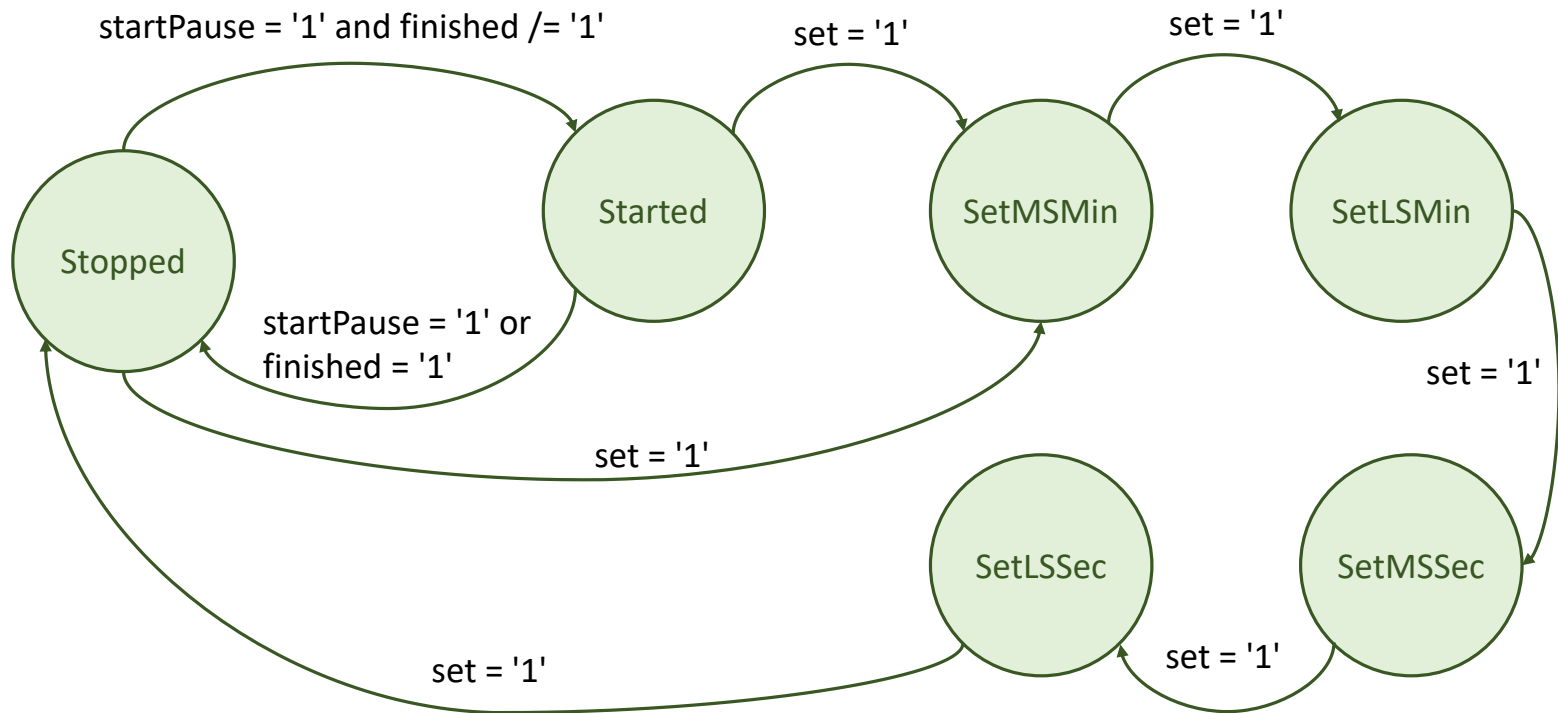 startPause = '1' and finished /= '1'
set = '1'
set = '1'
Stopped
Started
SetMSMin
SetLSMin
startPause = '1' or
finished = '1'
set = '1'
set = '1'
SetLSSec
SetMSSec
set = '1'
set = '1'